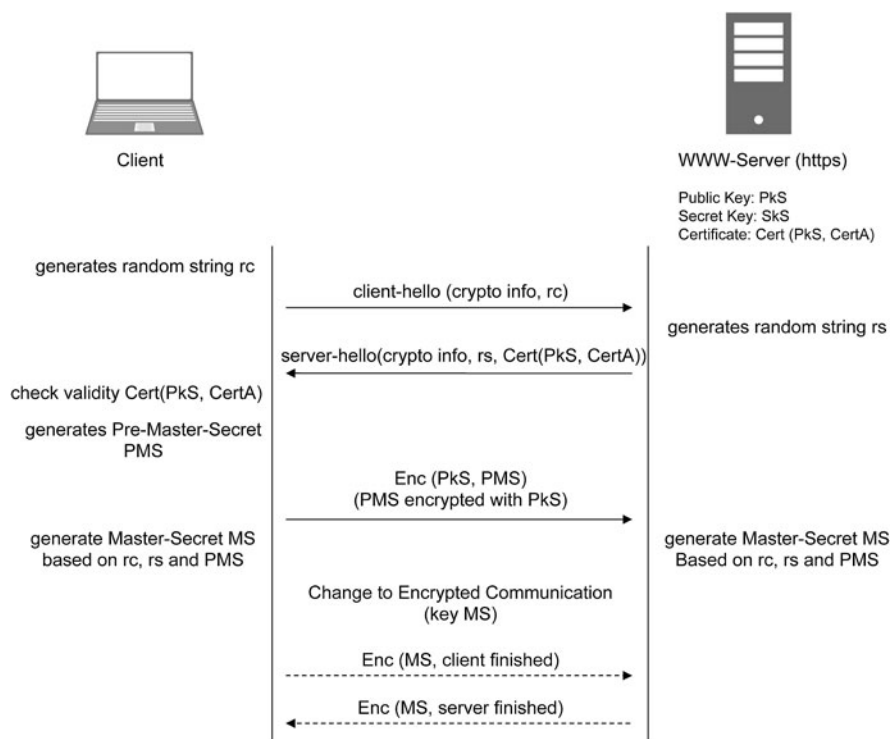 Client
WWW-Server (https)
Public Key: PkS
Secret Key: SkS
Certificate: Cert (PkS, CertA)
generates random string rc
client-hello (crypto info, rc)
generates random string rs
server-hello(crypto info, rs, Cert(PkS, CertA))
check validity Cert(PkS, CertA)
generates Pre-Master-Secret
PMS
Enc (PkS, PMS)
(PMS encrypted with PkS)
generate Master-Secret MS
based on rc, rs and PMS
generate Master-Secret MS
Based on rc, rs and PMS
Change to Encrypted Communication
(key MS)
Enc (MS, client finished)
Enc (MS, server finished)